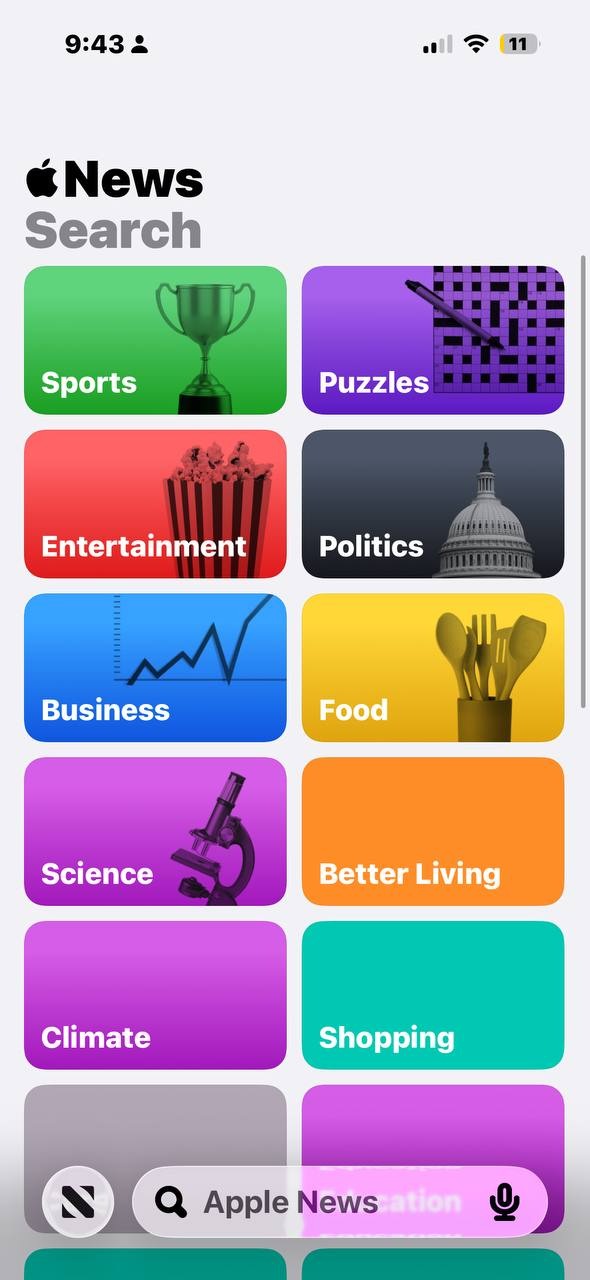 9:43
11
News
Search
Sports
Puzzles
Entertainment
Politics
Business
Food
Science
Better Living
Climate
Shopping
Apple News